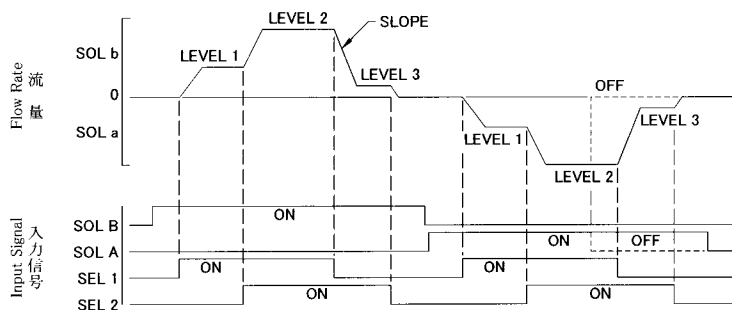 LEVEL 2
SLOPE
SOL b
LEVEL 1
LEVEL 3
Flow Rate 流量
0
OFF
SOL a
LEVEL 1
LEVEL 3
LEVEL 2
Input Signal 入力信号
SOL B
ON
SOL A
ON
OFF
SEL 1
ON
ON
SEL 2
ON
ON